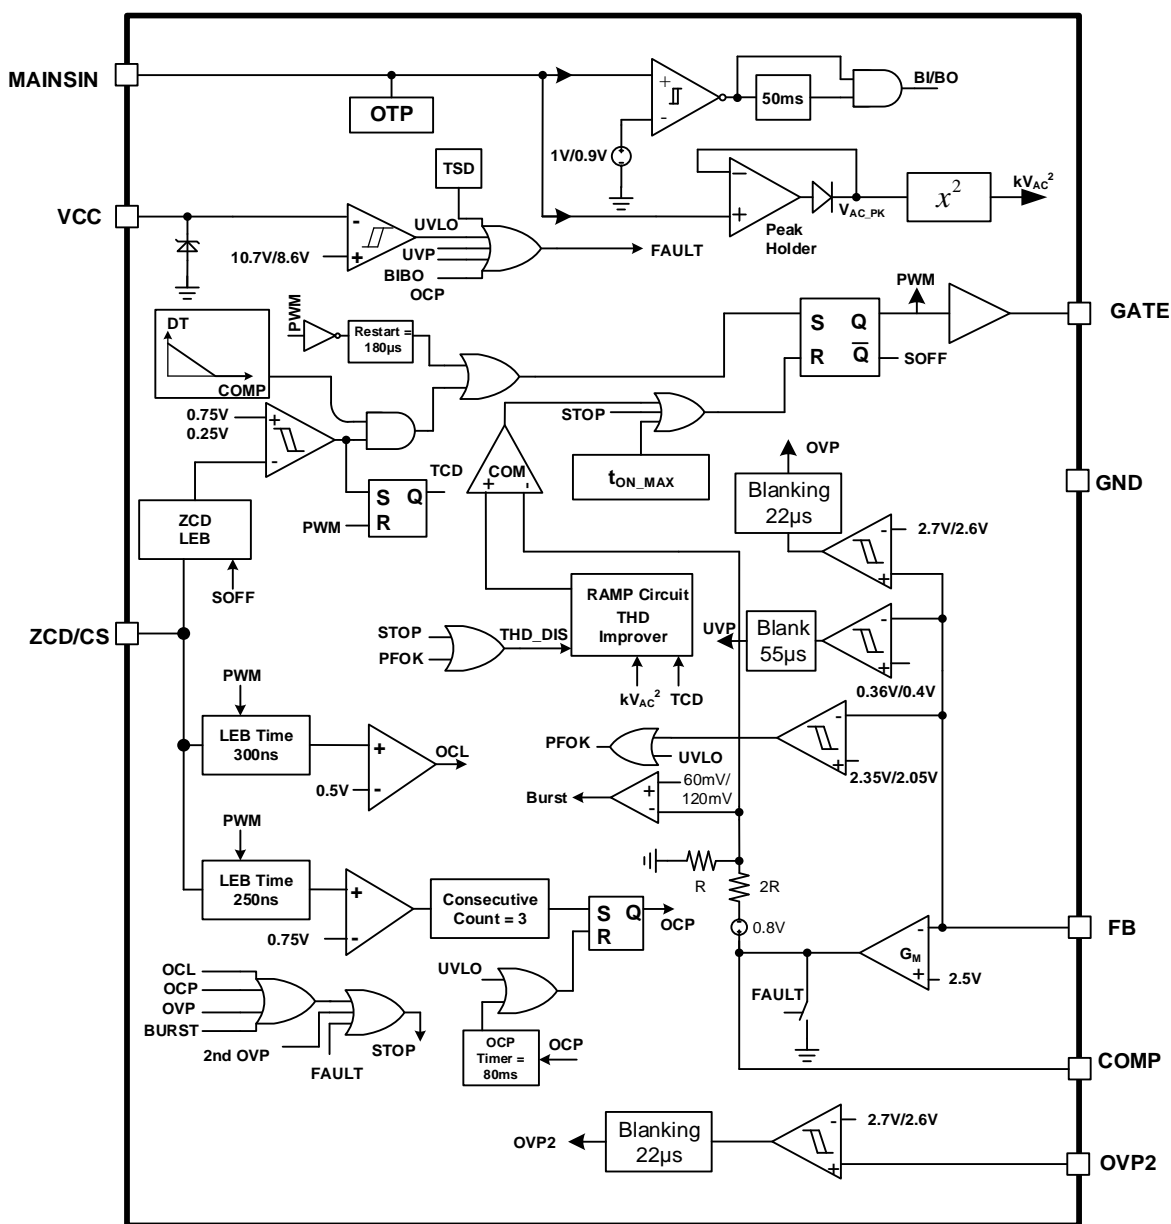 MAINSIN
OTP
+
-
50ms
BI/BO
1V/0.9V
TSD
VCC
UVLO
-
+
10.7V/8.6V
UVP
BIBO
OCP
FAULT
−
+
Peak
Holder
VAC_PK
x²
kVAC²
DT
COMP
PWM
Restart =
180µs
S Q
R Q̅
PWM
SOFF
GATE
0.75V
0.25V
+
-
STOP
COM
+ -
tON_MAX
TCD
S Q
R
PWM
OVP
Blanking
22µs
2.7V/2.6V
-
+
GND
ZCD
LEB
SOFF
ZCD/CS
STOP
PFOK
THD_DIS
RAMP Circuit
THD
Improver
kVAC²
TCD
UVP
Blank
55µs
-
+
0.36V/0.4V
PWM
LEB Time
300ns
+
-
0.5V
OCL
PFOK
UVLO
-
+
2.35V/2.05V
Burst
+
-
60mV/
120mV
R
2R
0.8V
PWM
LEB Time
250ns
+
-
0.75V
Consecutive
Count = 3
S Q
R
OCP
-
GM
+
2.5V
FB
FAULT
UVLO
OCP
Timer =
80ms
OCP
OCL
OCP
OVP
BURST
2nd OVP
FAULT
STOP
COMP
OVP2
Blanking
22µs
-
+
2.7V/2.6V
OVP2